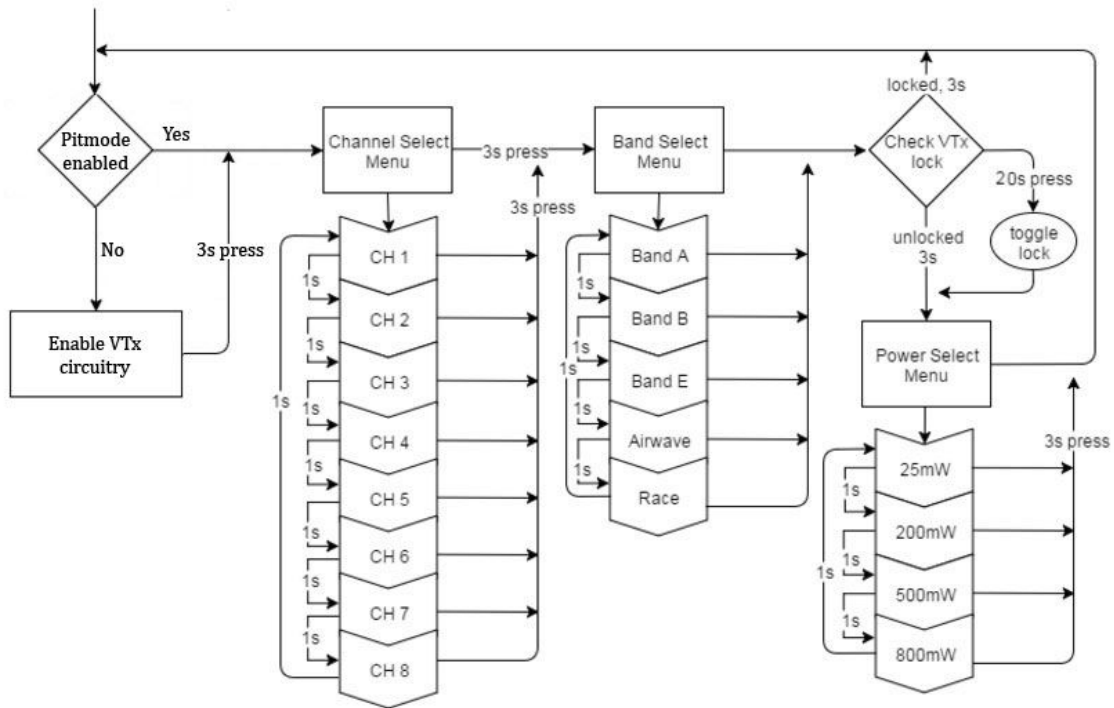 Pitmode
enabled
Yes
No
Enable VTx
circuitry
3s press
Channel Select
Menu
CH 1
CH 2
CH 3
CH 4
CH 5
CH 6
CH 7
CH 8
1s
1s
1s
1s
1s
1s
1s
1s
3s press
3s press
Band Select
Menu
Band A
Band B
Band E
Airwave
Race
1s
1s
1s
1s
1s
locked, 3s
Check VTx
lock
20s press
toggle
lock
unlocked
3s
Power Select
Menu
25mW
200mW
500mW
800mW
1s
1s
1s
1s
3s press